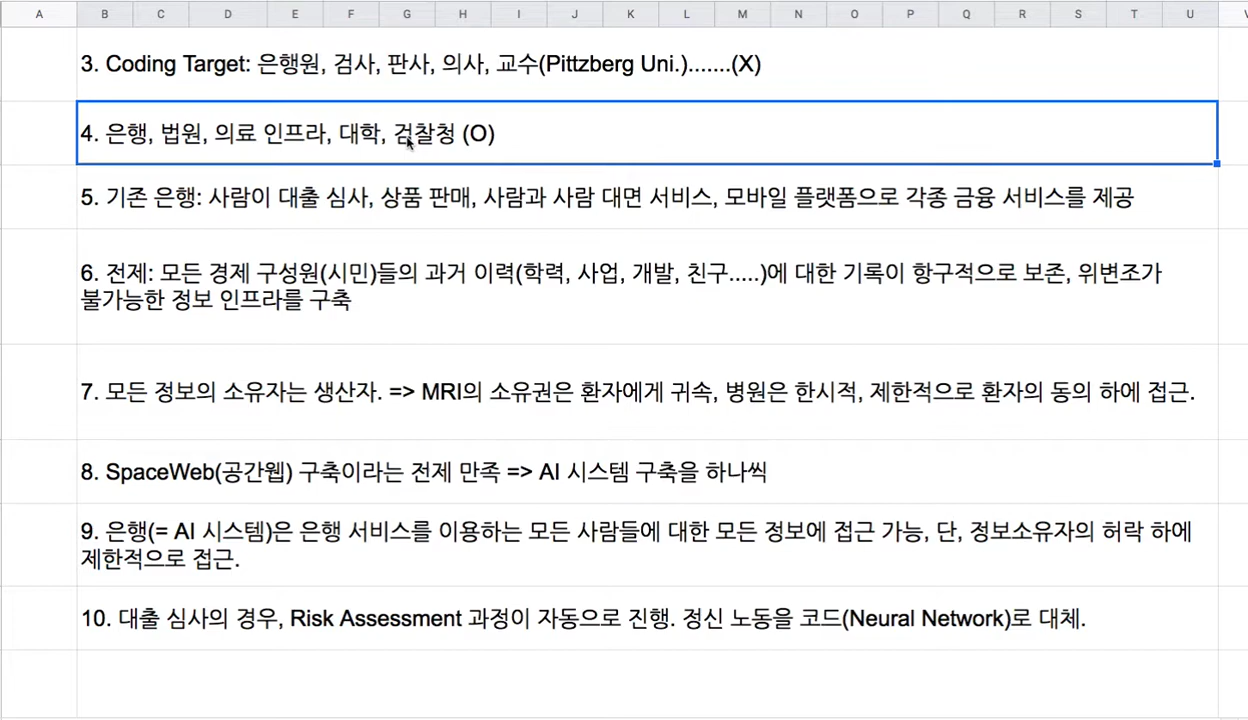 A B C D E F G H I J K L M N O P Q R S T U
3. Coding Target: 은행원, 검사, 판사, 의사, 교수(Pittzberg Uni.).......(X)
4. 은행, 법원, 의료 인프라, 대학, 검찰청 (O)
5. 기존 은행: 사람이 대출 심사, 상품 판매, 사람과 사람 대면 서비스, 모바일 플랫폼으로 각종 금융 서비스를 제공
6. 전제: 모든 경제 구성원(시민)들의 과거 이력(학력, 사업, 개발, 친구.....)에 대한 기록이 항구적으로 보존, 위변조가
불가능한 정보 인프라를 구축
7. 모든 정보의 소유자는 생산자. => MRI의 소유권은 환자에게 귀속, 병원은 한시적, 제한적으로 환자의 동의 하에 접근.
8. SpaceWeb(공간웹) 구축이라는 전제 만족 => AI 시스템 구축을 하나씩
9. 은행(= AI 시스템)은 은행 서비스를 이용하는 모든 사람들에 대한 모든 정보에 접근 가능, 단, 정보소유자의 허락 하에
제한적으로 접근.
10. 대출 심사의 경우, Risk Assessment 과정이 자동으로 진행. 정신 노동을 코드(Neural Network)로 대체.